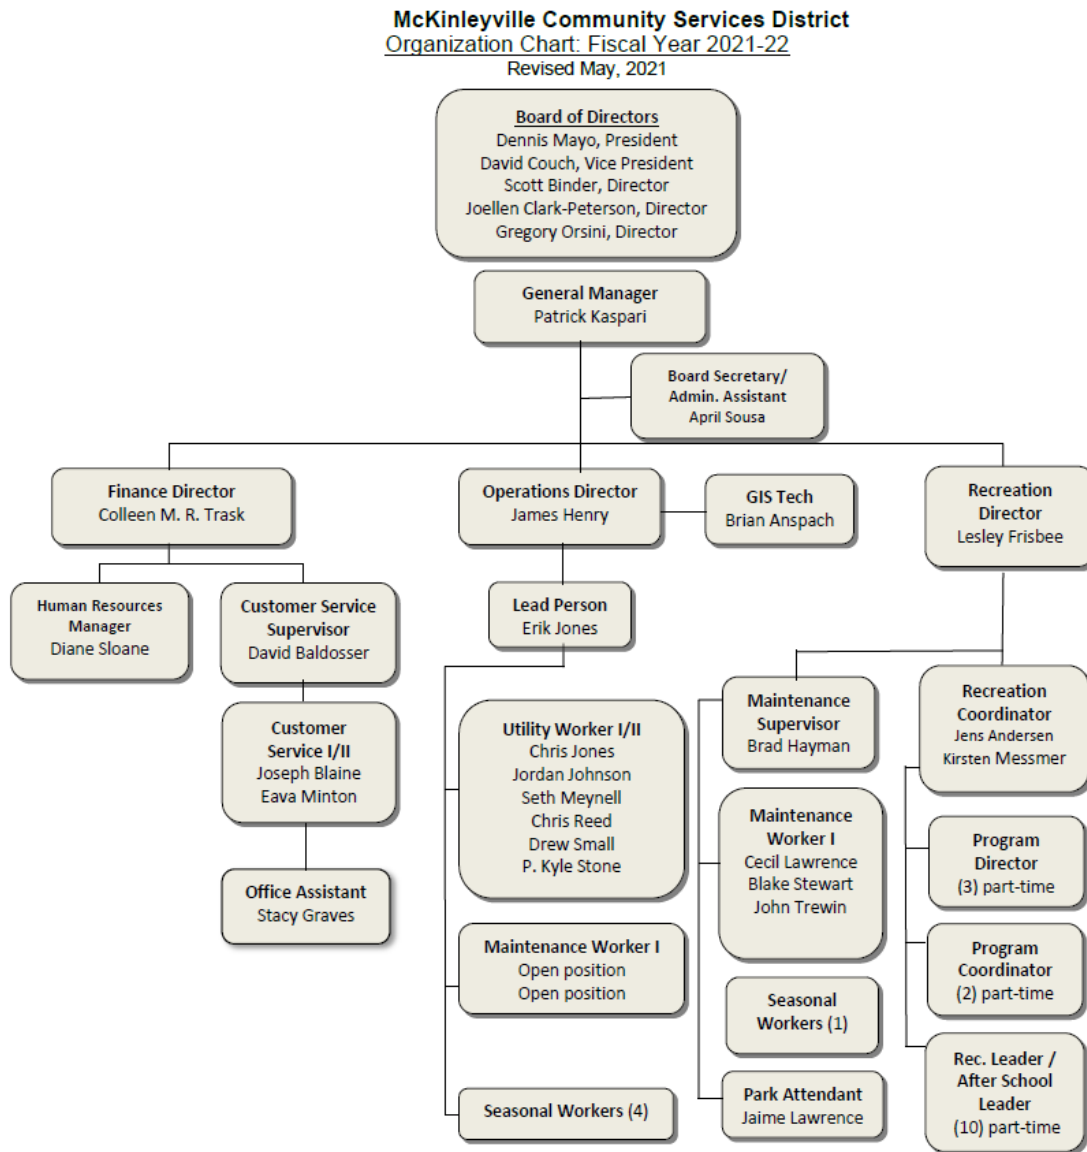 McKinleyville Community Services District
Organization Chart: Fiscal Year 2021-22
Revised May, 2021
Board of Directors
Dennis Mayo, President
David Couch, Vice President
Scott Binder, Director
Joellen Clark-Peterson, Director
Gregory Orsini, Director
General Manager
Patrick Kaspari
Board Secretary/
Admin. Assistant
April Sousa
Finance Director
Colleen M. R. Trask
Operations Director
James Henry
GIS Tech
Brian Anspach
Recreation
Director
Lesley Frisbee
Human Resources
Manager
Diane Sloane
Customer Service
Supervisor
David Baldosser
Lead Person
Erik Jones
Customer
Service I/II
Joseph Blaine
Eava Minton
Office Assistant
Stacy Graves
Utility Worker I/II
Chris Jones
Jordan Johnson
Seth Meynell
Chris Reed
Drew Small
P. Kyle Stone
Maintenance Worker I
Open position
Open position
Seasonal Workers (4)
Maintenance
Supervisor
Brad Hayman
Maintenance
Worker I
Cecil Lawrence
Blake Stewart
John Trewin
Seasonal
Workers (1)
Park Attendant
Jaime Lawrence
Recreation
Coordinator
Jens Andersen
Kirsten Messmer
Program
Director
(3) part-time
Program
Coordinator
(2) part-time
Rec. Leader /
After School
Leader
(10) part-time